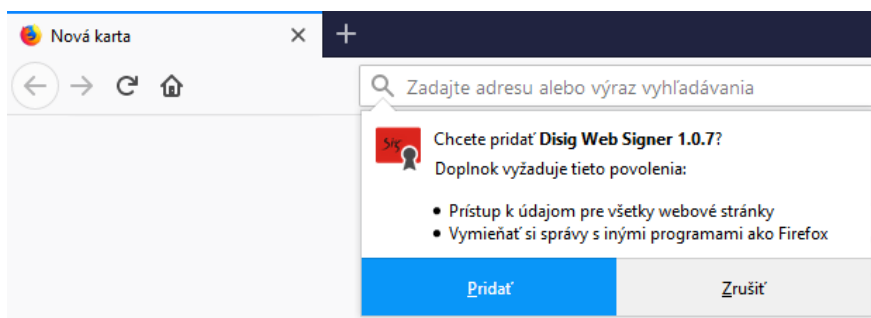 Nová karta
Zadajte adresu alebo výraz vyhľadávania
Sig
Chcete pridať Disig Web Signer 1.0.7?
Doplnok vyžaduje tieto povolenia:
• Prístup k údajom pre všetky webové stránky
• Vymieňať si správy s inými programami ako Firefox
Pridať Zrušiť